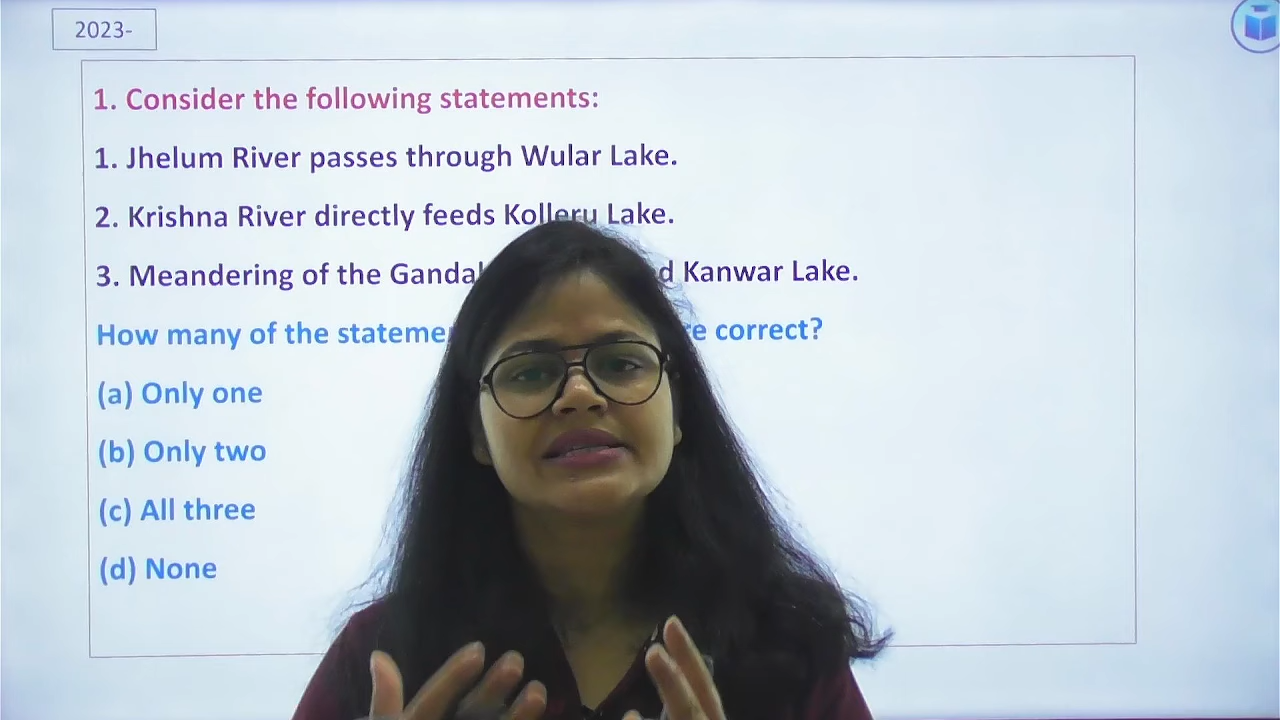 2023-
1. Consider the following statements:
1. Jhelum River passes through Wular Lake.
2. Krishna River directly feeds Kolleru Lake.
3. Meandering of the Kanwar Lake.
How many of the correct?
(a) Only one
(b) Only two
(c) All three
(d) None